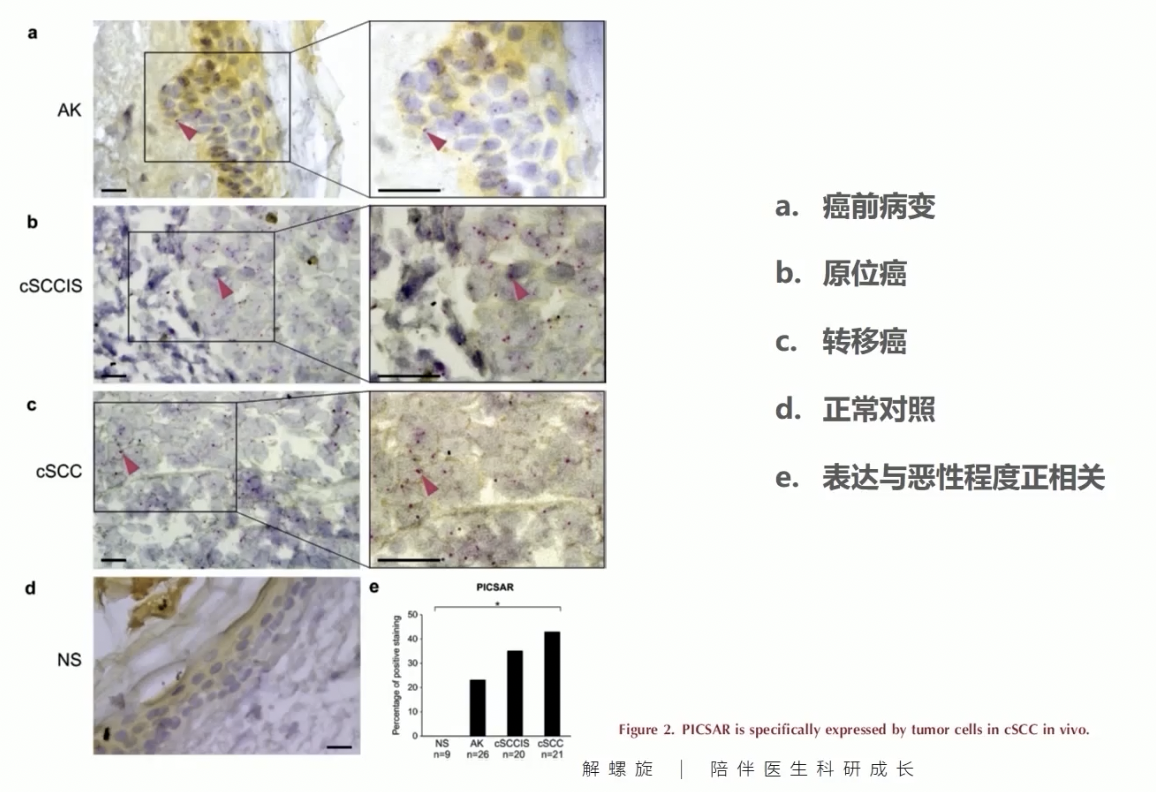 a
AK
b
cSCCIS
c
cSCC
d
NS
e
PICSAR
*
Percentage of positive staining
50
40
30
20
10
0
NS AK cSCCIS cSCC
n=9 n=26 n=20 n=21
a. 癌前病变
b. 原位癌
c. 转移癌
d. 正常对照
e. 表达与恶性程度正相关
Figure 2. PICSAR is specifically expressed by tumor cells in cSCC in vivo.
解螺旋 | 陪伴医生科研成长